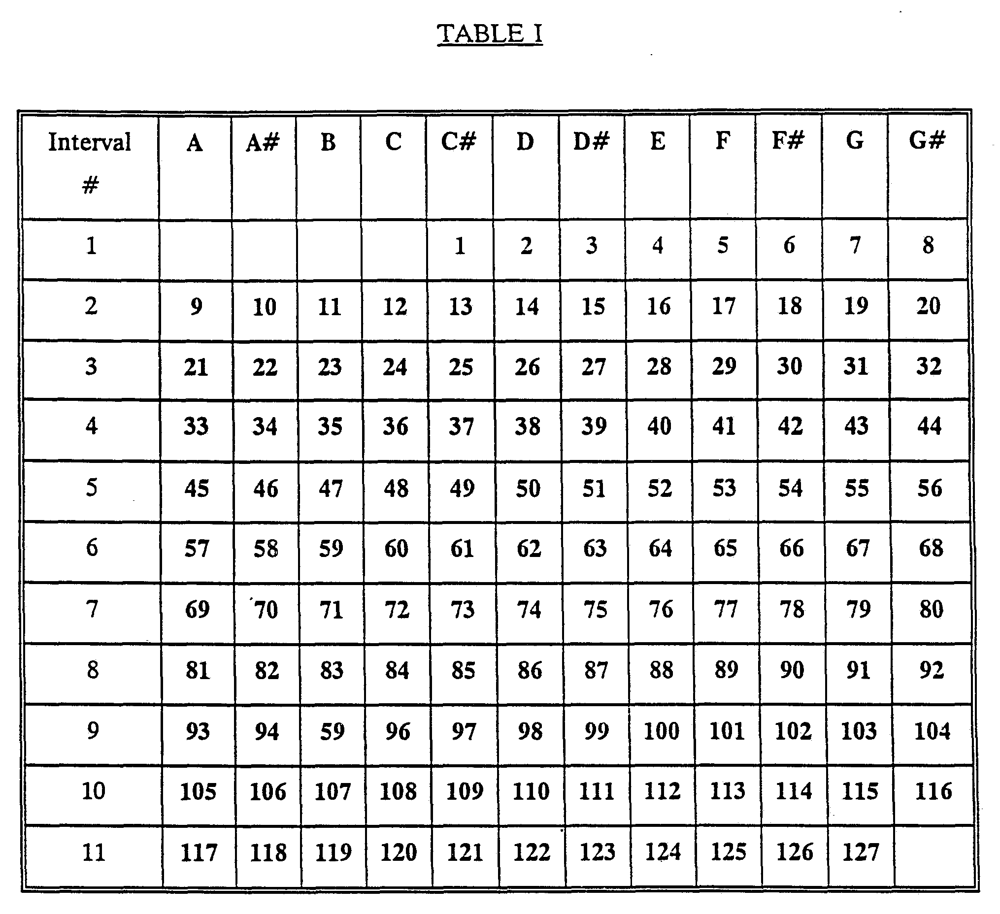 TABLE I
Interval # A A# B C C# D D# E F F# G G#
1 1 2 3 4 5 6 7 8
2 9 10 11 12 13 14 15 16 17 18 19 20
3 21 22 23 24 25 26 27 28 29 30 31 32
4 33 34 35 36 37 38 39 40 41 42 43 44
5 45 46 47 48 49 50 51 52 53 54 55 56
6 57 58 59 60 61 62 63 64 65 66 67 68
7 69 70 71 72 73 74 75 76 77 78 79 80
8 81 82 83 84 85 86 87 88 89 90 91 92
9 93 94 59 96 97 98 99 100 101 102 103 104
10 105 106 107 108 109 110 111 112 113 114 115 116
11 117 118 119 120 121 122 123 124 125 126 127